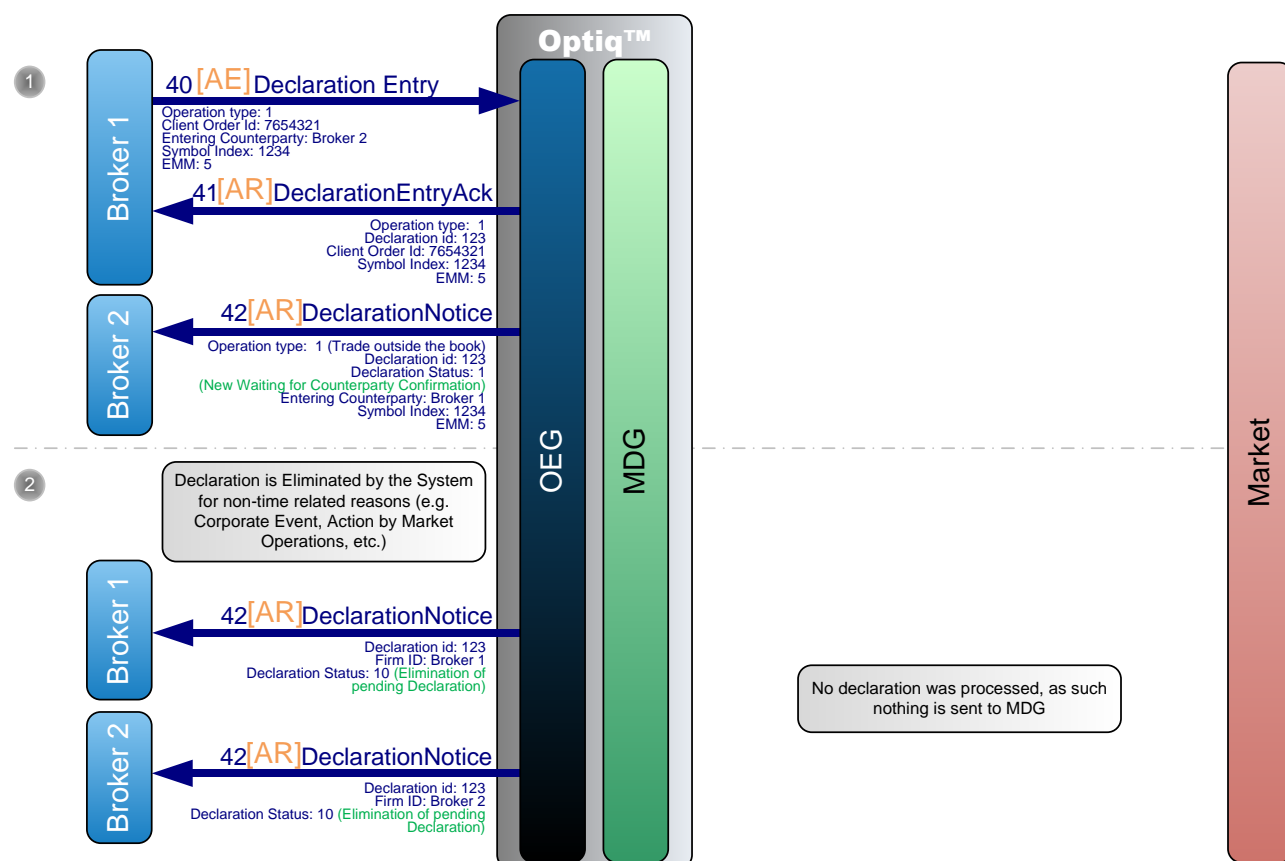 Optiq™
1
Broker 1
40 [AE] Declaration Entry
Operation type: 1
Client Order Id: 7654321
Entering Counterparty: Broker 2
Symbol Index: 1234
EMM: 5
41[AR]DeclarationEntryAck
Operation type: 1
Declaration id: 123
Client Order Id: 7654321
Symbol Index: 1234
EMM: 5
Broker 2
42[AR]DeclarationNotice
Operation type: 1 (Trade outside the book)
Declaration id: 123
Declaration Status: 1
(New Waiting for Counterparty Confirmation)
Entering Counterparty: Broker 1
Symbol Index: 1234
EMM: 5
OEG
MDG
Market
2
Declaration is Eliminated by the System
for non-time related reasons (e.g.
Corporate Event, Action by Market
Operations, etc.)
Broker 1
42[AR]DeclarationNotice
Declaration id: 123
Firm ID: Broker 1
Declaration Status: 10 (Elimination of
pending Declaration)
No declaration was processed, as such
nothing is sent to MDG
Broker 2
42[AR]DeclarationNotice
Declaration id: 123
Firm ID: Broker 2
Declaration Status: 10 (Elimination of pending
Declaration)